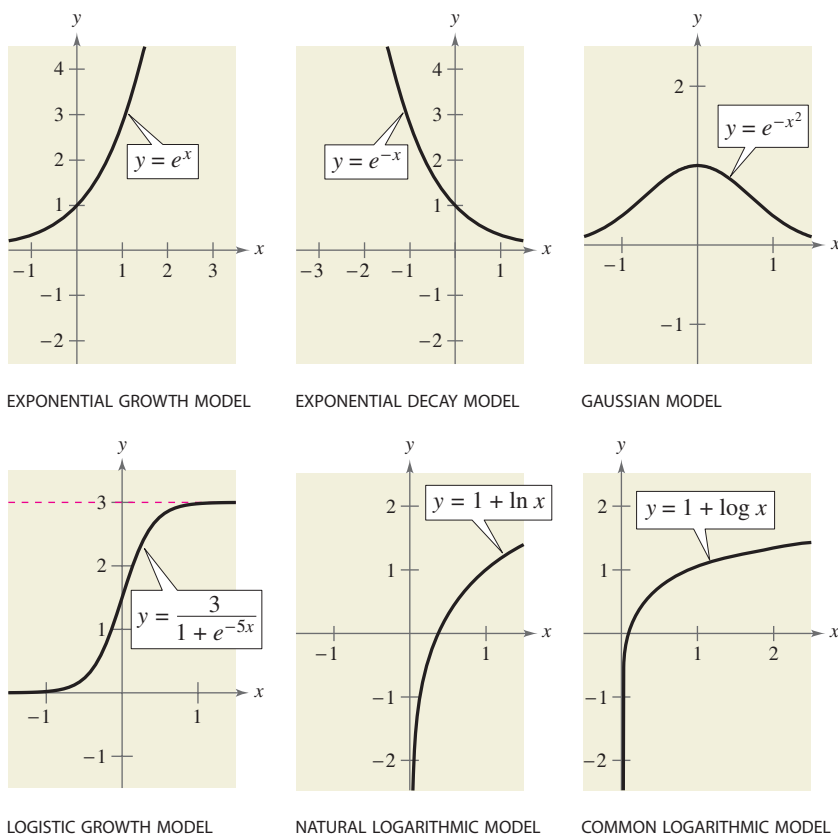 y
4
3
2
1
y = e^x
x
−1
1
2
3
−1
−2
EXPONENTIAL GROWTH MODEL
y
4
3
2
1
y = e^−x
x
−3
−2
−1
1
−1
−2
EXPONENTIAL DECAY MODEL
y
2
y = e^−x²
x
−1
1
−1
GAUSSIAN MODEL
y
3
2
1
y = 3 / (1 + e^−5x)
x
−1
1
−1
LOGISTIC GROWTH MODEL
y
2
y = 1 + ln x
1
x
−1
1
−1
−2
NATURAL LOGARITHMIC MODEL
y
2
y = 1 + log x
1
x
1
2
−1
−2
COMMON LOGARITHMIC MODEL